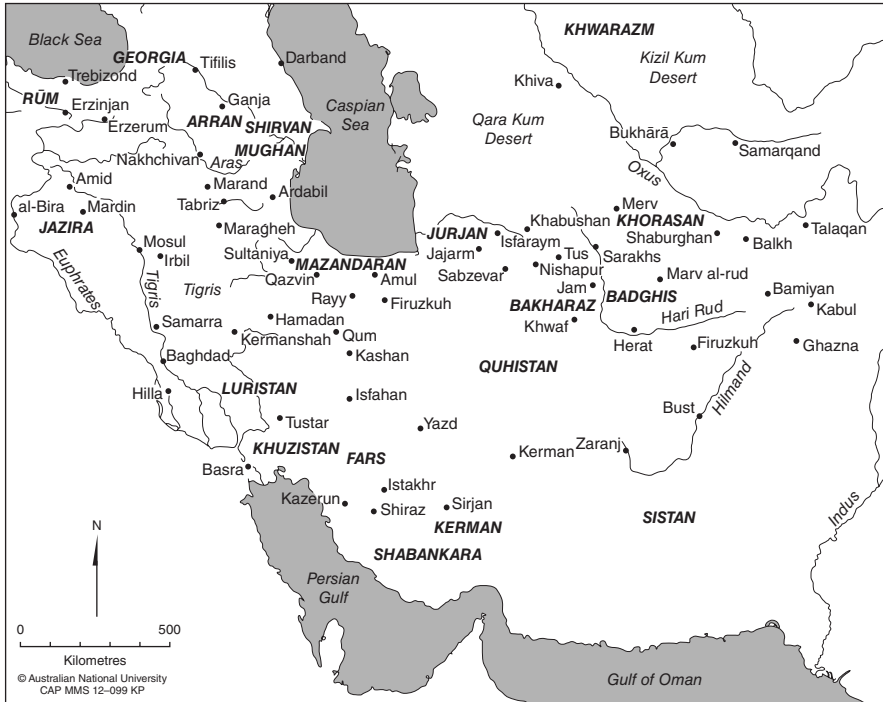 Black Sea
GEORGIA
Tifilis
Darband
KHWARAZM
Kizil Kum
Desert
Trebizond
Khiva
RŪM
Erzinjan
Ganja
Caspian
Sea
Erzerum
ARRAN
SHIRVAN
Qara Kum
Desert
Bukhārā
Samarqand
MUGHAN
Nakhchivan
Aras
Oxus
Amid
Marand
Ardabil
al-Bira
Mardin
Tabriz
Merv
JAZIRA
Maragheh
JURJAN
Khabushan
KHORASAN
Talaqan
Isfaraym
Shaburghan
Balkh
Mosul
Irbil
Sultaniya
MAZANDARAN
Jajarm
Tus
Sarakhs
Qazvin
Amul
Sabzevar
Nishapur
Marv al-rud
Euphrates
Tigris
Tigris
Rayy
Firuzkuh
Jam
BADGHIS
Bamiyan
BAKHARAZ
Hari Rud
Kabul
Samarra
Hamadan
Khwaf
Kermanshah
Qum
Herat
Firuzkuh
Ghazna
Baghdad
Kashan
QUHISTAN
Hilla
LURISTAN
Isfahan
Hilmand
Bust
Tustar
Yazd
KHUZISTAN
FARS
Kerman
Zaranj
Basra
Istakhr
Kazerun
Shiraz
Sirjan
Indus
KERMAN
SISTAN
N
SHABANKARA
Persian
Gulf
0
500
Kilometres
© Australian National University
CAP MMS 12–099 KP
Gulf of Oman